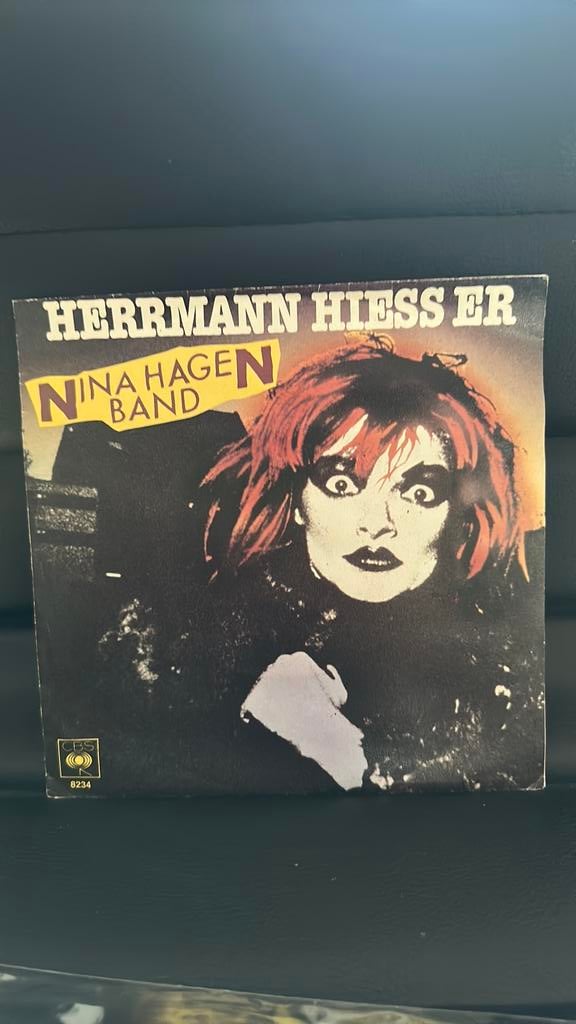 HERRMANN HIESS ER
NINA HAGEN
BAND
CBS
8234